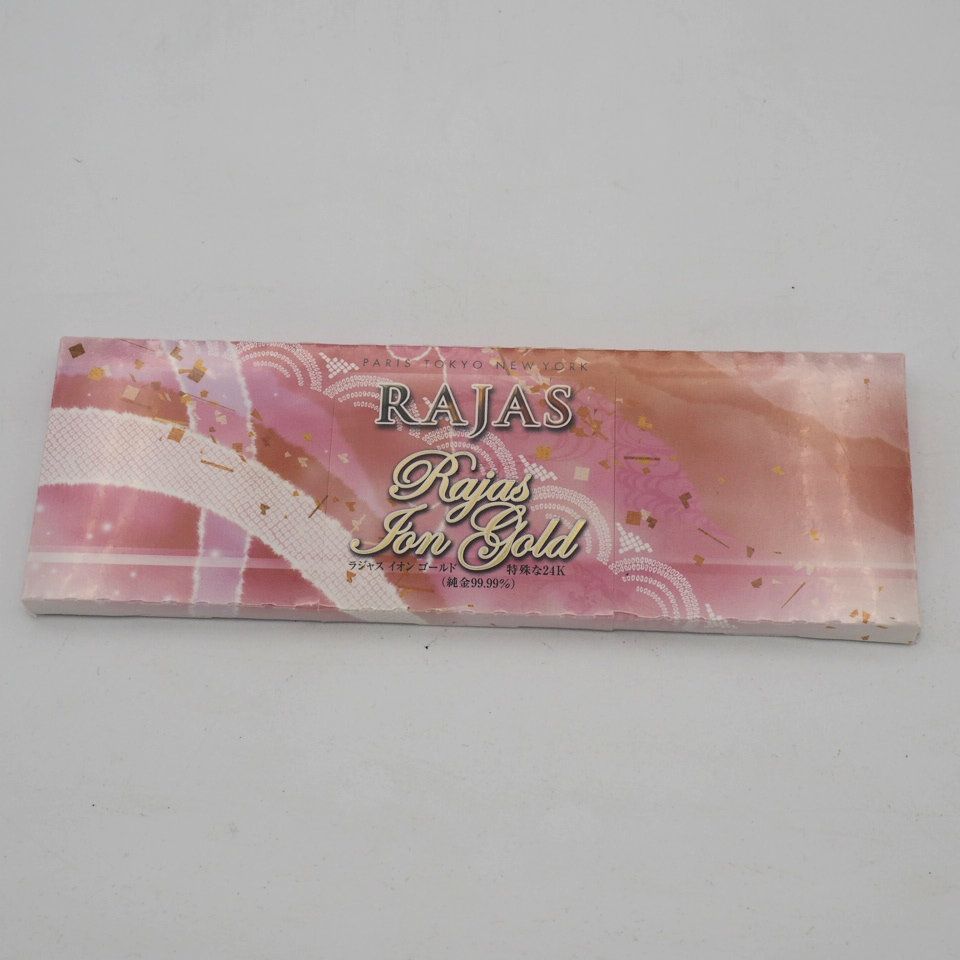 PARIS TOKYO NEW YORK
RAJAS
Rajas
Ion Gold
ラジャス イオン ゴールド 特殊な24K
(純金99.99%)